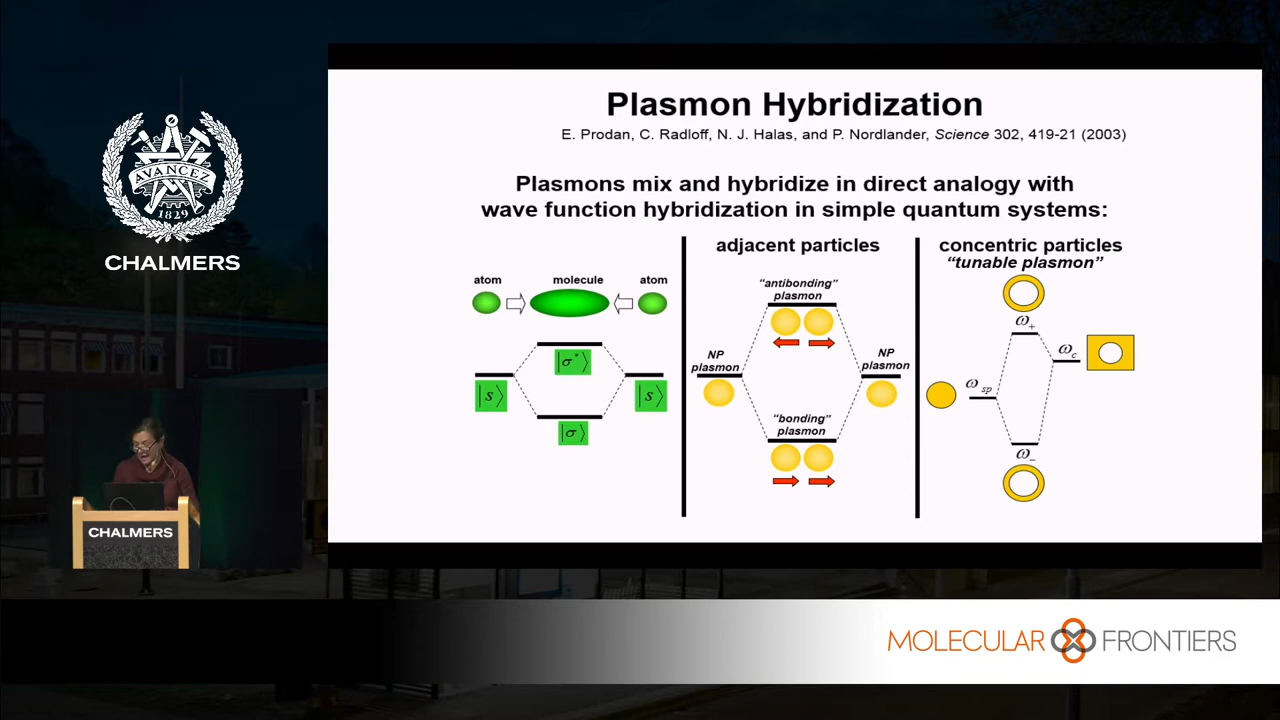 AVANCEZ
1829
CHALMERS
CHALMERS
Plasmon Hybridization
E. Prodan, C. Radloff, N. J. Halas, and P. Nordlander, Science 302, 419-21 (2003)
Plasmons mix and hybridize in direct analogy with
wave function hybridization in simple quantum systems:
atom
molecule
atom
|σ*⟩
|s⟩
|s⟩
|σ⟩
adjacent particles
“antibonding”
plasmon
NP
plasmon
NP
plasmon
“bonding”
plasmon
concentric particles
“tunable plasmon”
ω+
ωc
ωsp
ω−
MOLECULAR FRONTIERS